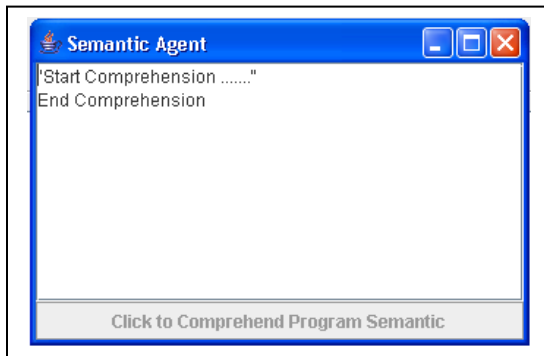 Semantic Agent
"Start Comprehension ......."
End Comprehension
Click to Comprehend Program Semantic